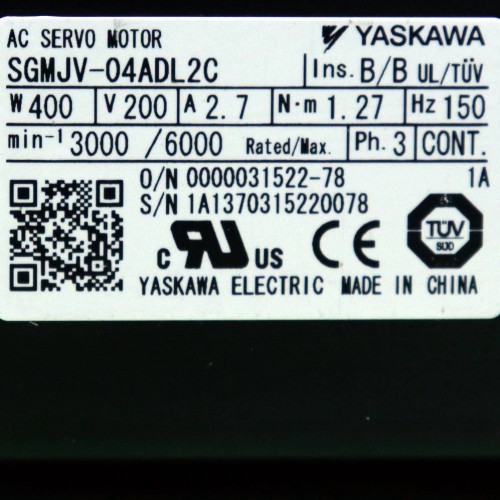 AC SERVO MOTOR YASKAWA
SGMJV-04ADL2C Ins. B/B UL/TÜV
W 400 V 200 A 2.7 N·m 1.27 Hz 150
min-1 3000 /6000 Rated/Max. Ph. 3 CONT.
O/N 0000031522-78 1A
S/N 1A1370315220078
c RU US CE TÜV SÜD
YASKAWA ELECTRIC MADE IN CHINA